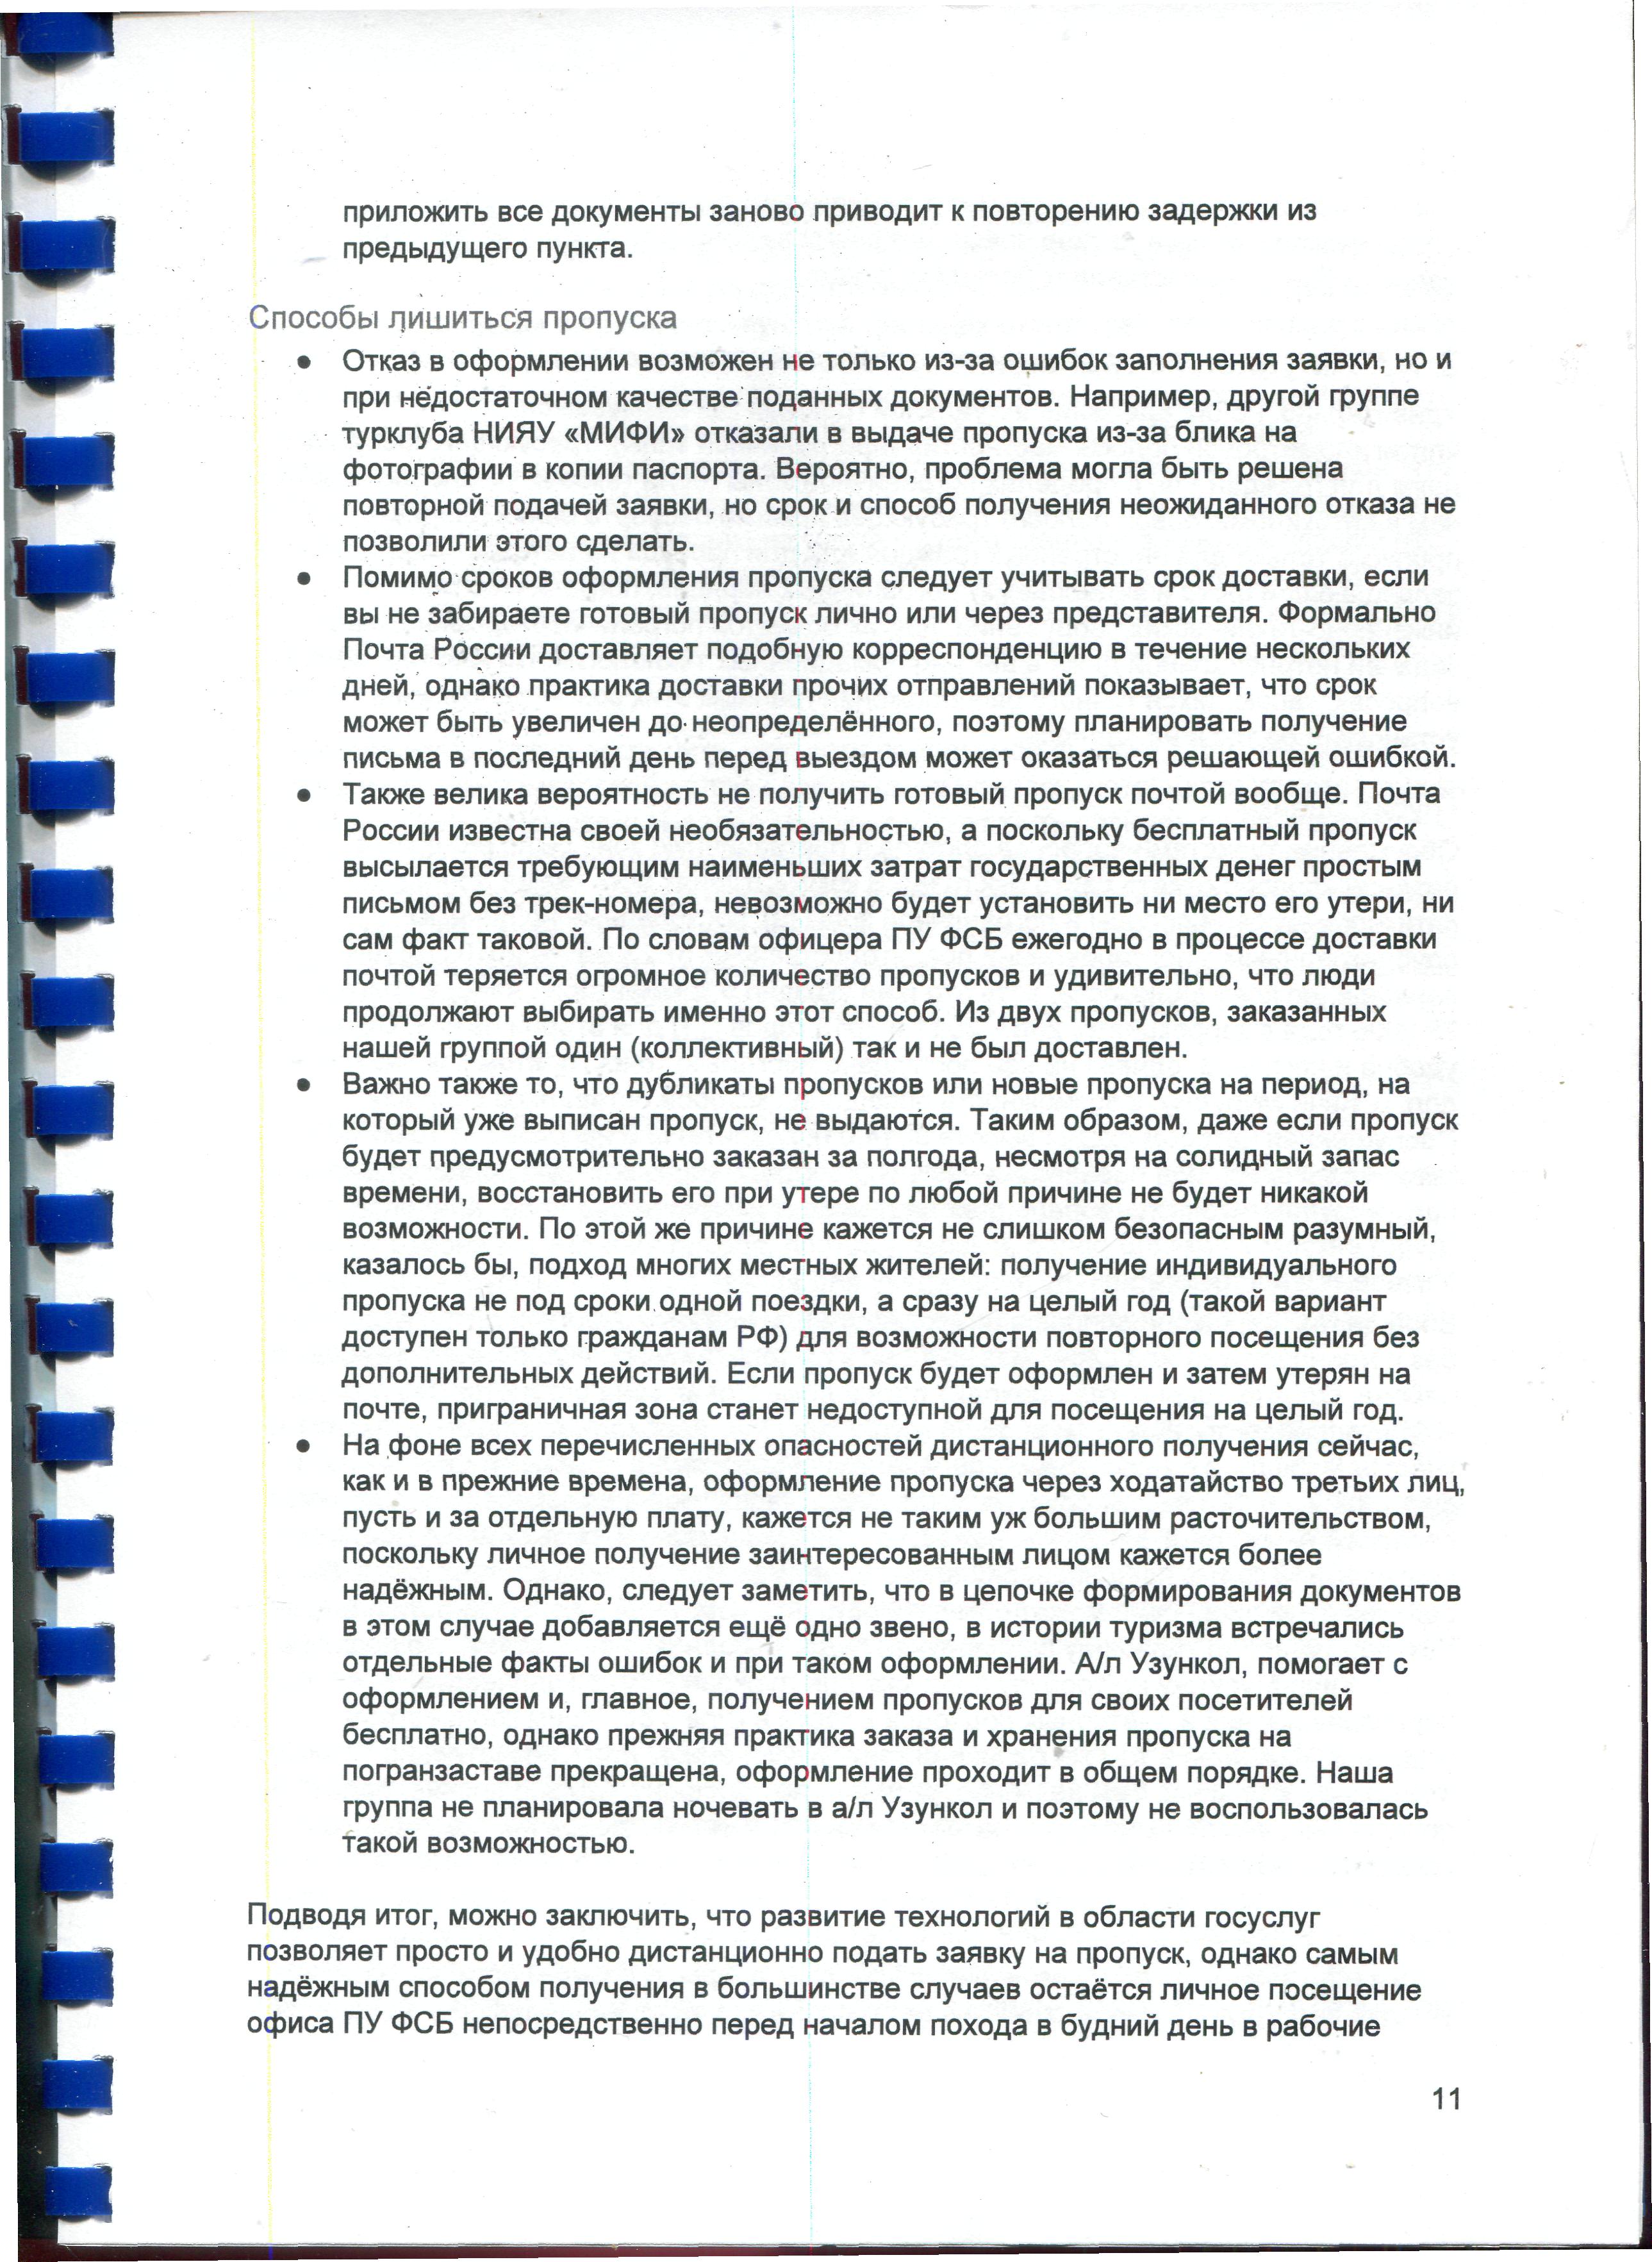 приложить все документы заново приводит к повторению задержки из
предыдущего пункта.
Способы лишиться пропуска
● Отказ в оформлении возможен не только из-за ошибок заполнения заявки, но и
при недостаточном качестве поданных документов. Например, другой группе
турклуба НИЯУ «МИФИ» отказали в выдаче пропуска из-за блика на
фотографии в копии паспорта. Вероятно, проблема могла быть решена
повторной подачей заявки, но срок и способ получения неожиданного отказа не
позволили этого сделать.
● Помимо сроков оформления пропуска следует учитывать срок доставки, если
вы не забираете готовый пропуск лично или через представителя. Формально
Почта России доставляет подобную корреспонденцию в течение нескольких
дней, однако практика доставки прочих отправлений показывает, что срок
может быть увеличен до неопределённого, поэтому планировать получение
письма в последний день перед выездом может оказаться решающей ошибкой.
● Также велика вероятность не получить готовый пропуск почтой вообще. Почта
России известна своей необязательностью, а поскольку бесплатный пропуск
высылается требующим наименьших затрат государственных денег простым
письмом без трек-номера, невозможно будет установить ни место его утери, ни
сам факт таковой. По словам офицера ПУ ФСБ ежегодно в процессе доставки
почтой теряется огромное количество пропусков и удивительно, что люди
продолжают выбирать именно этот способ. Из двух пропусков, заказанных
нашей группой один (коллективный) так и не был доставлен.
● Важно также то, что дубликаты пропусков или новые пропуска на период, на
который уже выписан пропуск, не выдаются. Таким образом, даже если пропуск
будет предусмотрительно заказан за полгода, несмотря на солидный запас
времени, восстановить его при утере по любой причине не будет никакой
возможности. По этой же причине кажется не слишком безопасным разумный,
казалось бы, подход многих местных жителей: получение индивидуального
пропуска не под сроки одной поездки, а сразу на целый год (такой вариант
доступен только гражданам РФ) для возможности повторного посещения без
дополнительных действий. Если пропуск будет оформлен и затем утерян на
почте, приграничная зона станет недоступной для посещения на целый год.
● На фоне всех перечисленных опасностей дистанционного получения сейчас,
как и в прежние времена, оформление пропуска через ходатайство третьих лиц,
пусть и за отдельную плату, кажется не таким уж большим расточительством,
поскольку личное получение заинтересованным лицом кажется более
надёжным. Однако, следует заметить, что в цепочке формирования документов
в этом случае добавляется ещё одно звено, в истории туризма встречались
отдельные факты ошибок и при таком оформлении. А/л Узункол, помогает с
оформлением и, главное, получением пропусков для своих посетителей
бесплатно, однако прежняя практика заказа и хранения пропуска на
погранзаставе прекращена, оформление проходит в общем порядке. Наша
группа не планировала ночевать в а/л Узункол и поэтому не воспользовалась
такой возможностью.
Подводя итог, можно заключить, что развитие технологий в области госуслуг
позволяет просто и удобно дистанционно подать заявку на пропуск, однако самым
надёжным способом получения в большинстве случаев остаётся личное посещение
офиса ПУ ФСБ непосредственно перед началом похода в будний день в рабочие
11